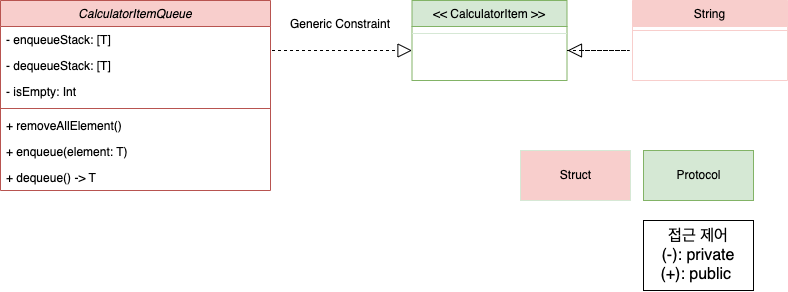 CalculatorItemQueue
- enqueueStack: [T]
- dequeueStack: [T]
- isEmpty: Int
+ removeAllElement()
+ enqueue(element: T)
+ dequeue() -> T
Generic Constraint
<< CalculatorItem >>
String
Struct
Protocol
접근 제어
(-): private
(+): public